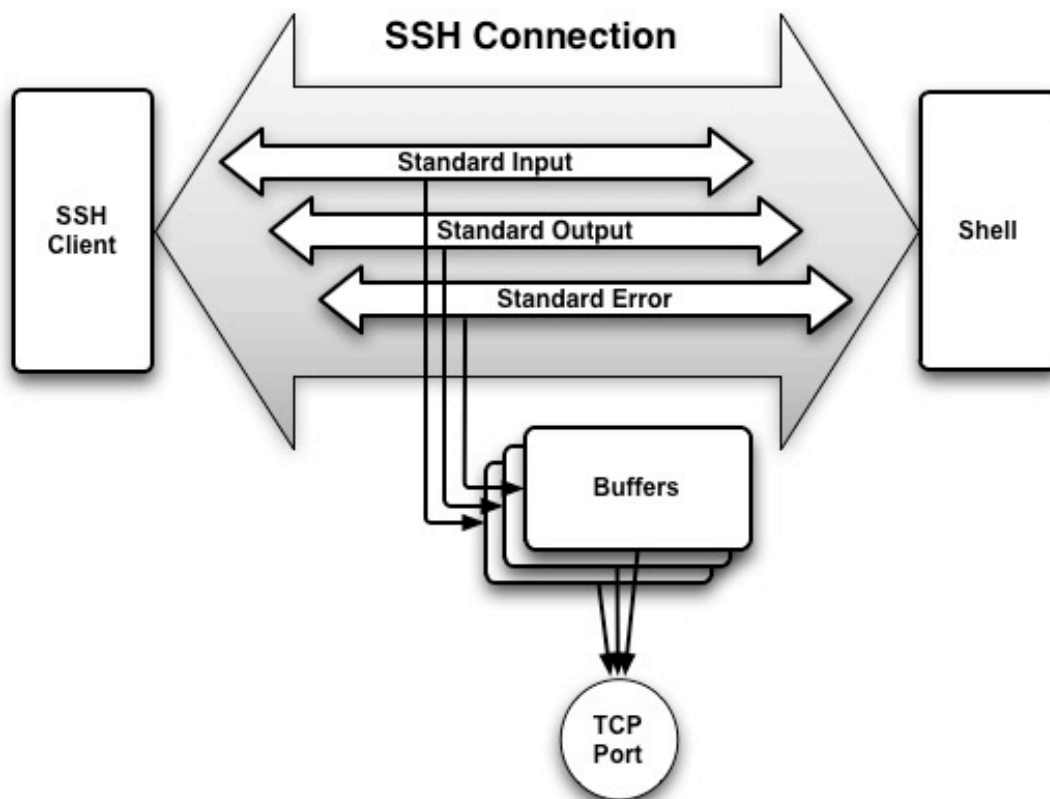 SSH Connection
Standard Input
SSH
Client
Standard Output
Shell
Standard Error
Buffers
TCP
Port